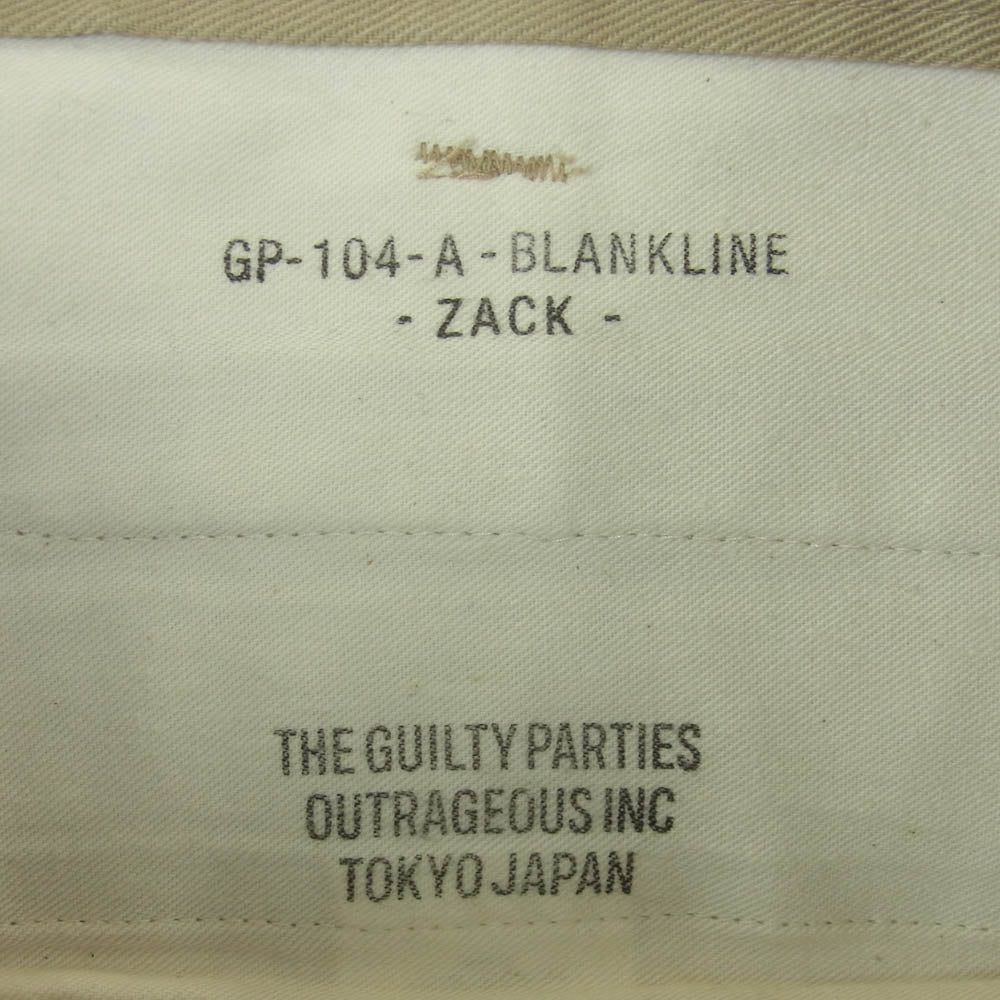 GP-104-A-BLANKLINE
- ZACK -
THE GUILTY PARTIES
OUTRAGEOUS INC
TOKYO JAPAN